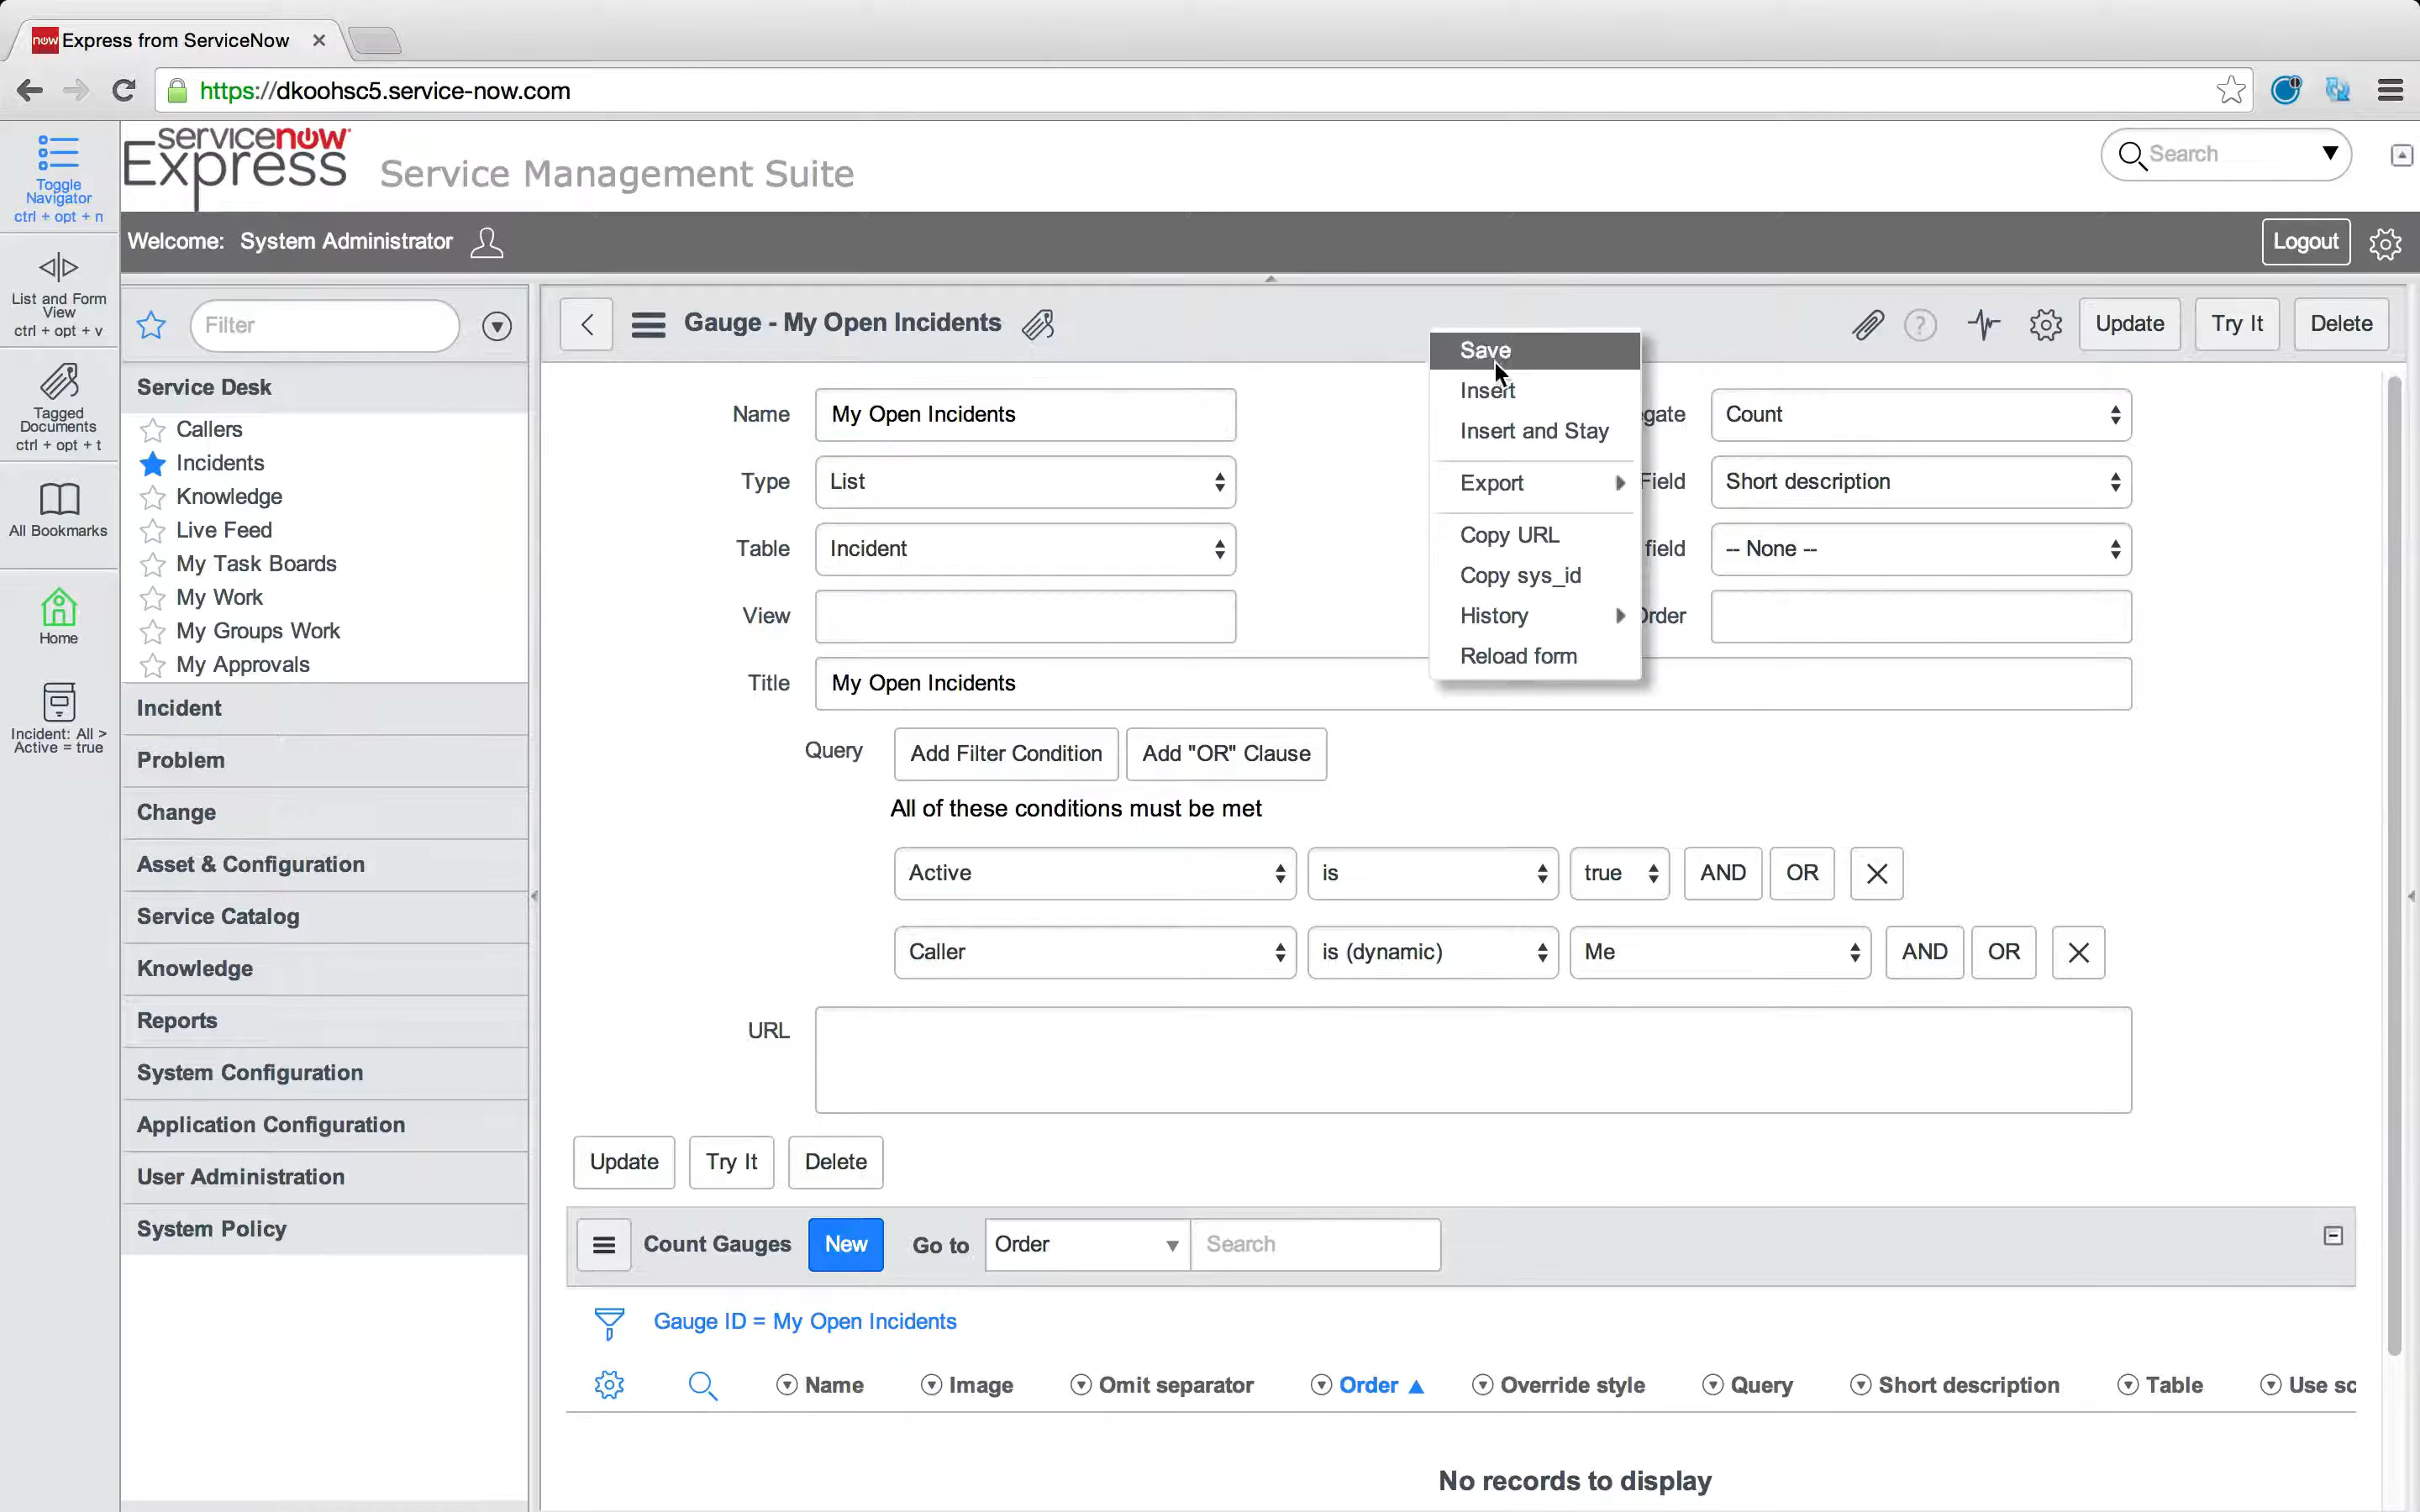 now Express from ServiceNow
https://dkoohsc5.service-now.com
Toggle Navigator
ctrl + opt + n
List and Form View
ctrl + opt + v
Tagged Documents
ctrl + opt + t
All Bookmarks
Home
Incident: All > Active = true
servicenow
Express
Service Management Suite
Search
Welcome: System Administrator
Logout
Filter
Service Desk
Callers
Incidents
Knowledge
Live Feed
My Task Boards
My Work
My Groups Work
My Approvals
Incident
Problem
Change
Asset & Configuration
Service Catalog
Knowledge
Reports
System Configuration
Application Configuration
User Administration
System Policy
Gauge - My Open Incidents
Update Try It Delete
Save
Insert
Insert and Stay
Export
Copy URL
Copy sys_id
History
Reload form
Name My Open Incidents
Type List
Table Incident
View
gate Count
Field Short description
field -- None --
Order
Title My Open Incidents
Query Add Filter Condition Add "OR" Clause
All of these conditions must be met
Active is true AND OR
Caller is (dynamic) Me AND OR
URL
Update Try It Delete
Count Gauges New Go to Order Search
Gauge ID = My Open Incidents
Name Image Omit separator Order Override style Query Short description Table Use sc
No records to display